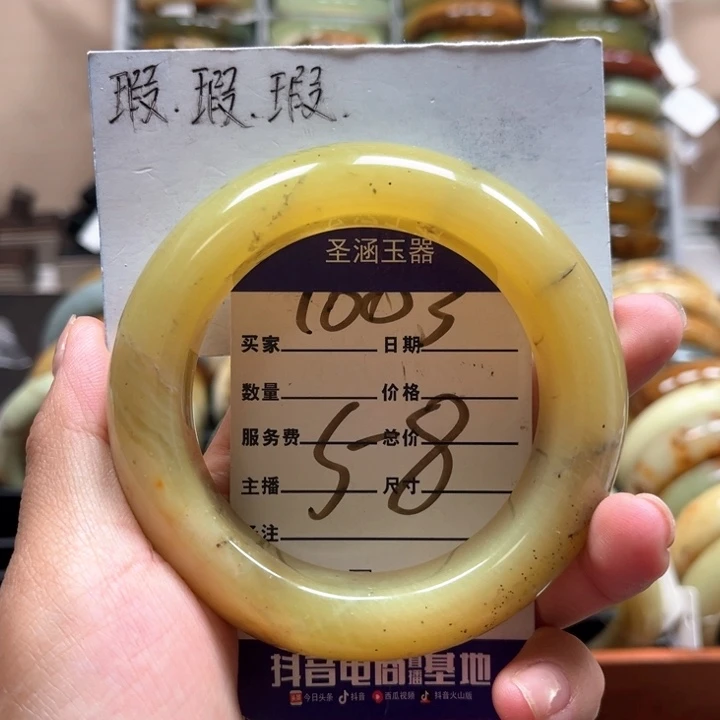 瑕.瑕.瑕.
圣涵玉器
1003
买家 日期
数量 价格
服务费 总价
58
主播 尺寸
注
抖音电商直播基地
今日头条 抖音 西瓜视频 抖音火山版